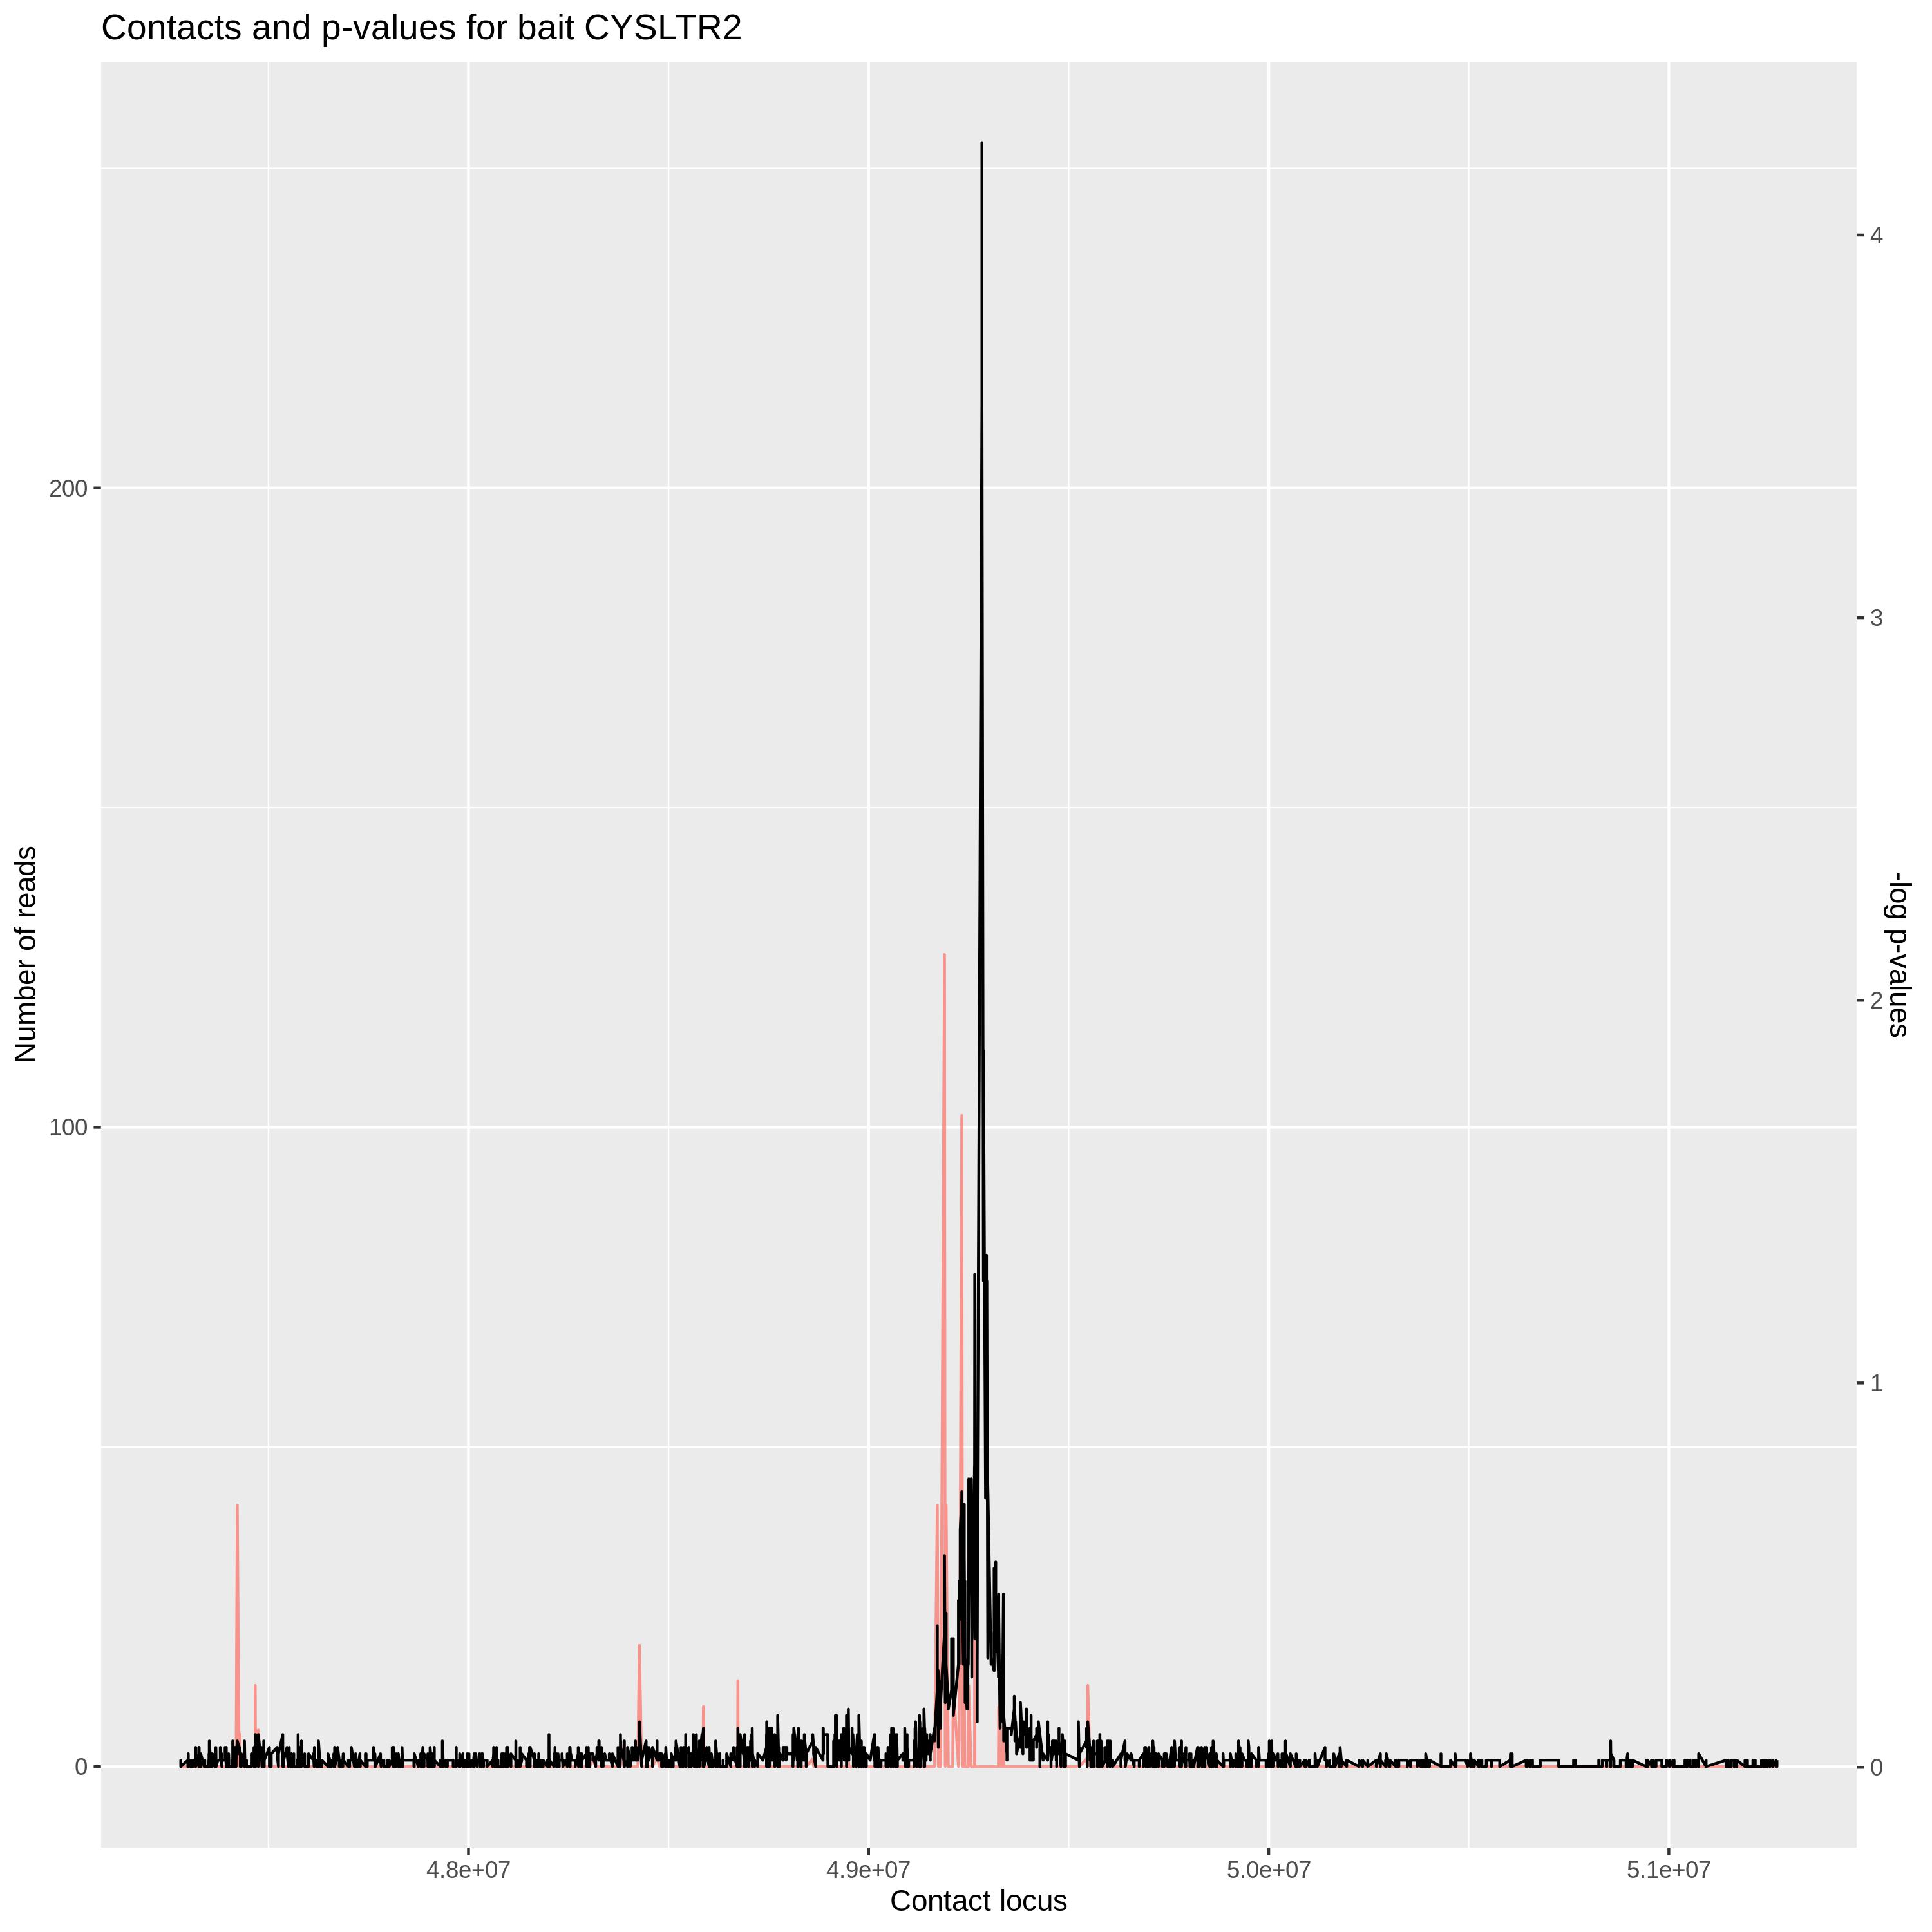 Contacts and p-values for bait CYSLTR2
Number of reads
200
100
0
4
3
2
1
0
-log p-values
4.8e+07
4.9e+07
5.0e+07
5.1e+07
Contact locus